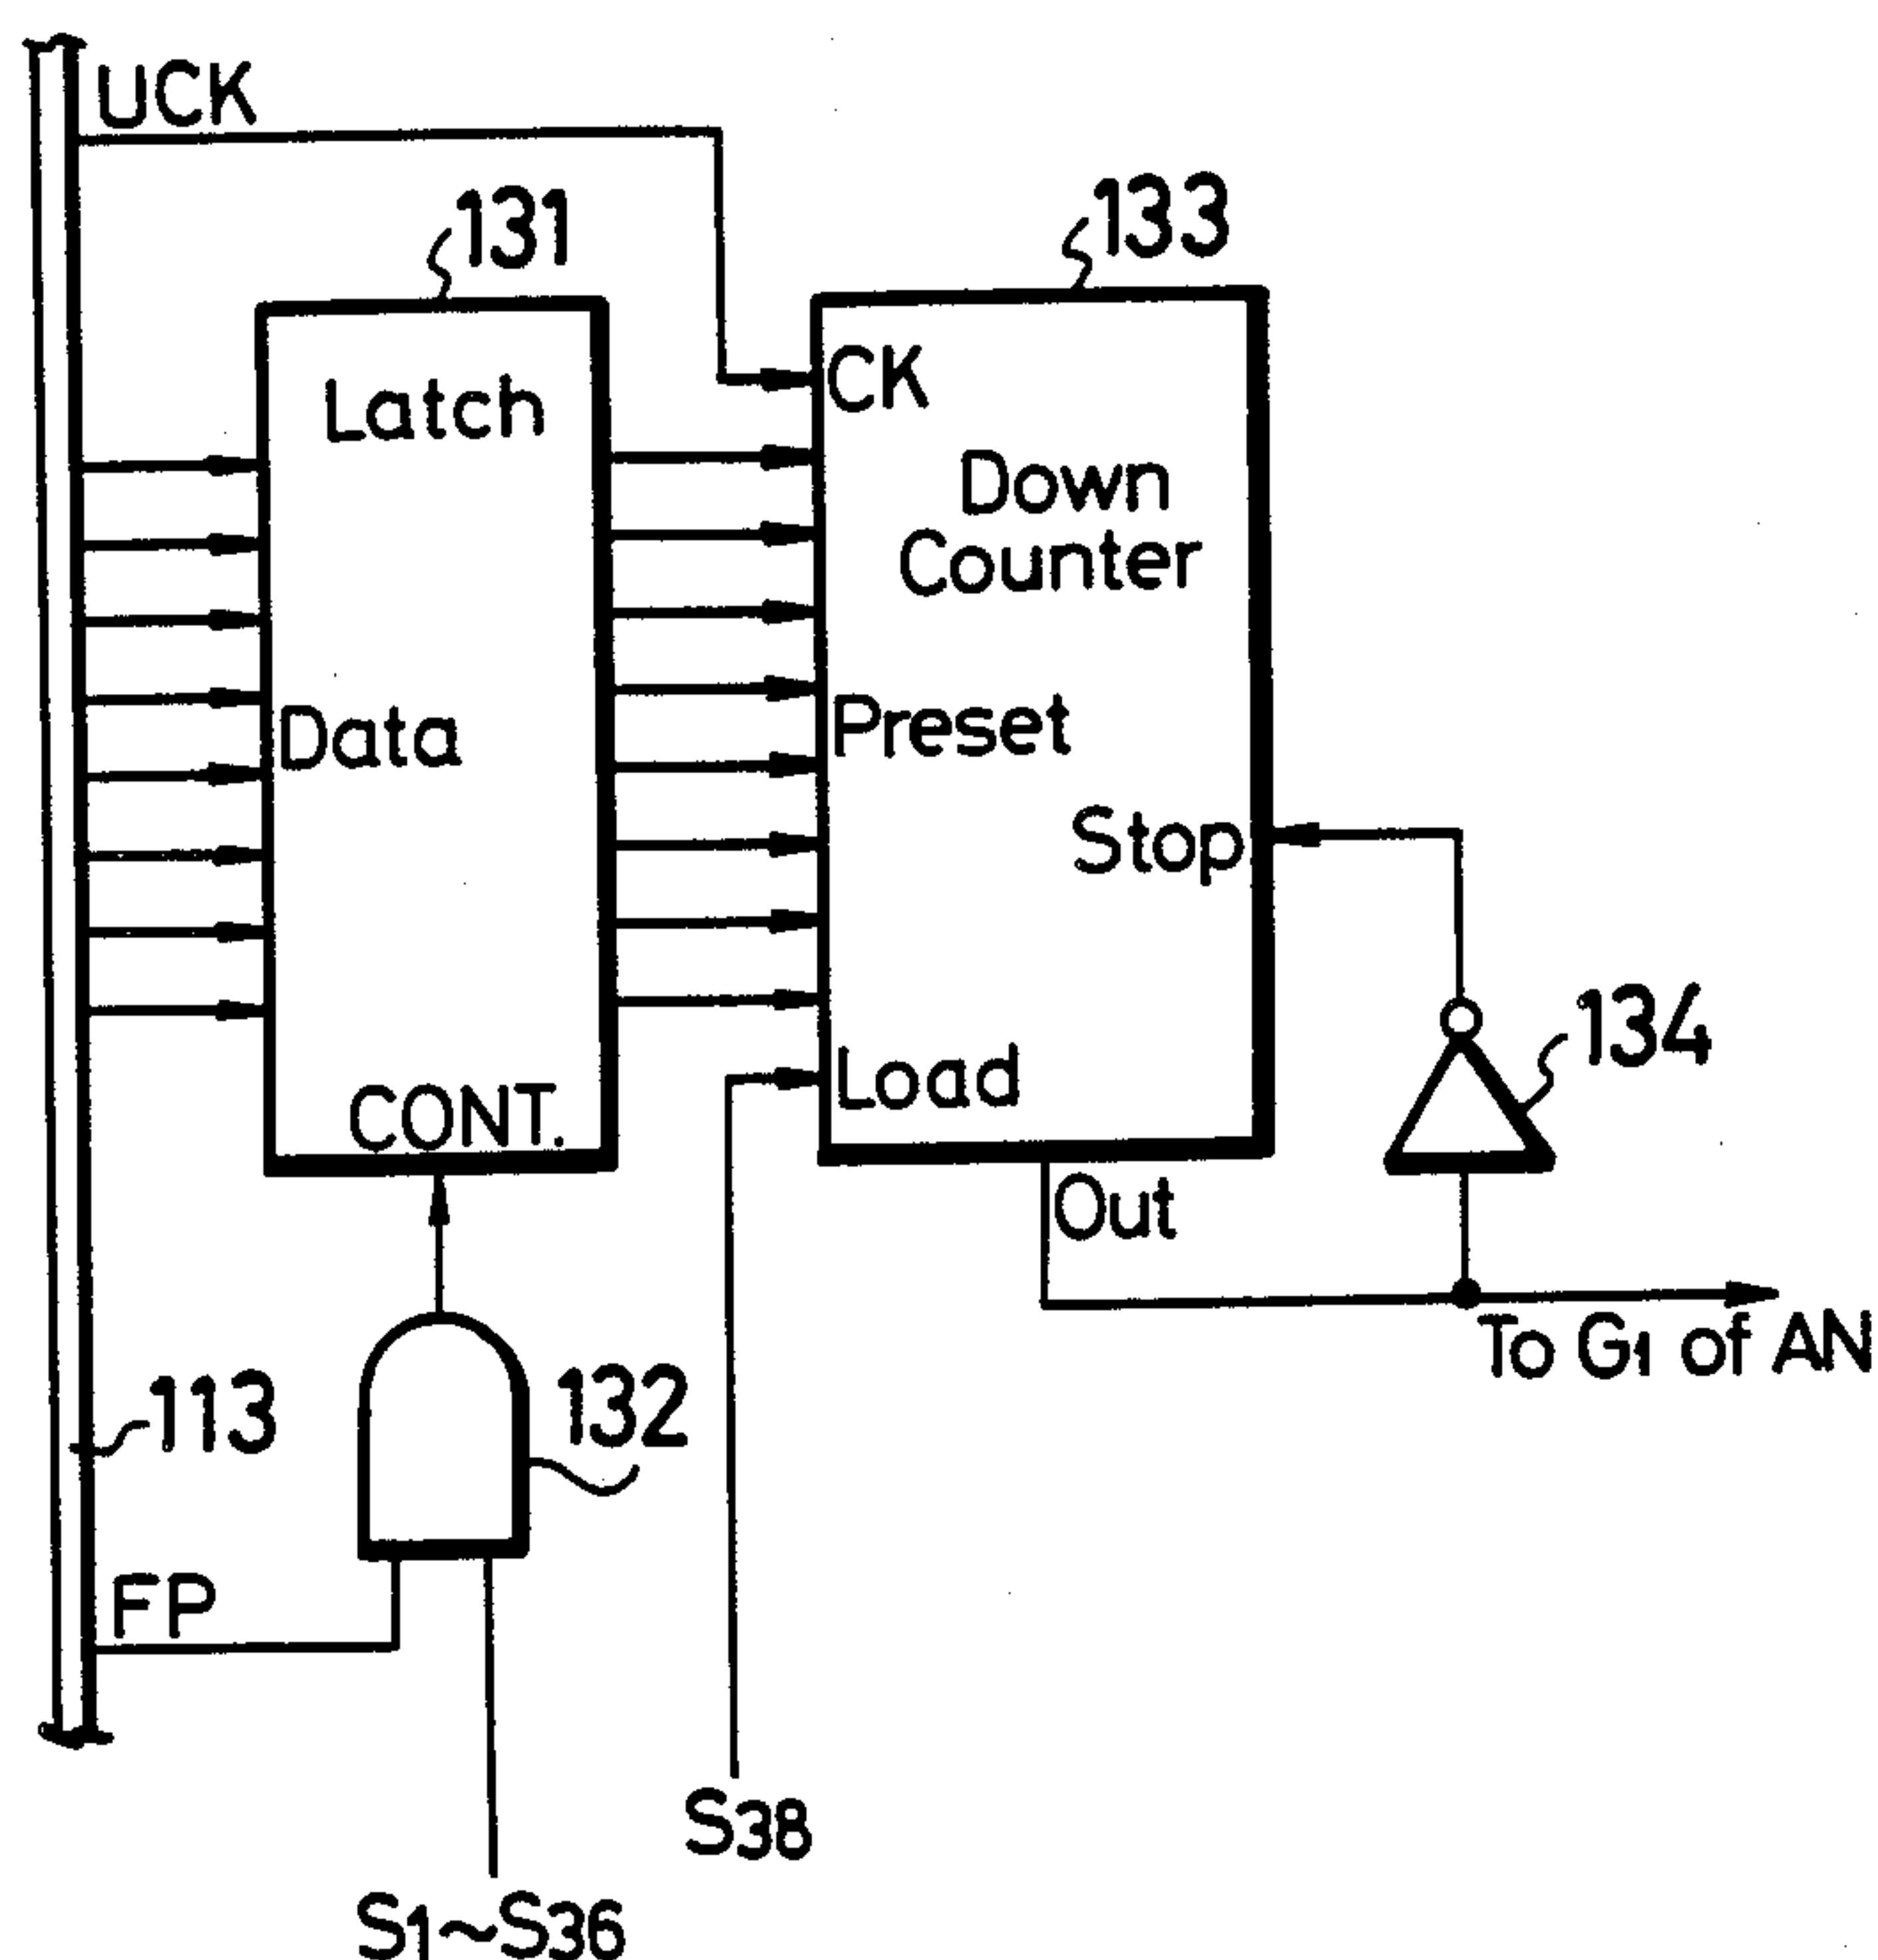 UCK
131
133
CK
Latch
Down
Counter
Data
Preset
Stop
134
Load
CONT.
Out
To G1 of AN
113
132
FP
S38
S1~S36